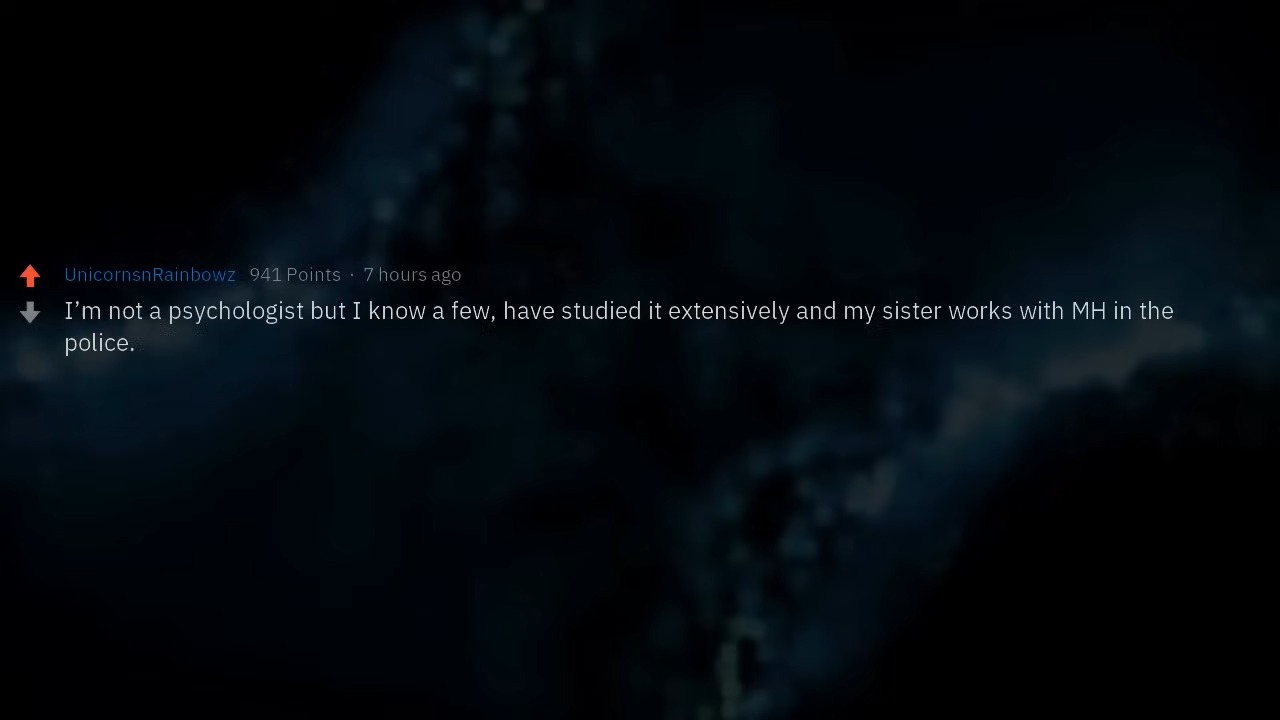 UnicornsnRainbowz 941 Points · 7 hours ago
I’m not a psychologist but I know a few, have studied it extensively and my sister works with MH in the
police.